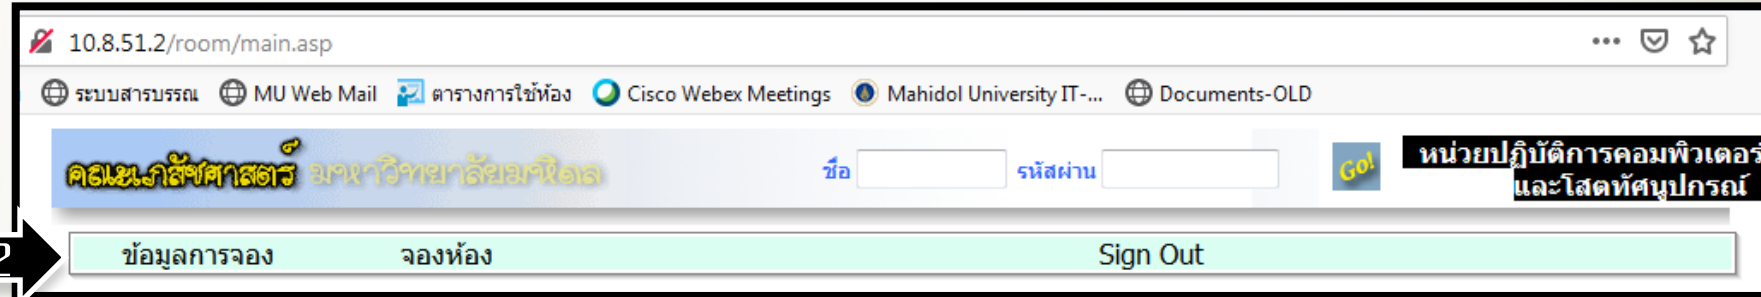 10.8.51.2/room/main.asp
ระบบสารบรรณ MU Web Mail ตารางการใช้ห้อง Cisco Webex Meetings Mahidol University IT-... Documents-OLD
คณะเภสัชศาสตร์ มหาวิทยาลัยมหิดล ชื่อ รหัสผ่าน Go! หน่วยปฏิบัติการคอมพิวเตอร์
และโสตทัศนูปกรณ์
2 ข้อมูลการจอง จองห้อง Sign Out